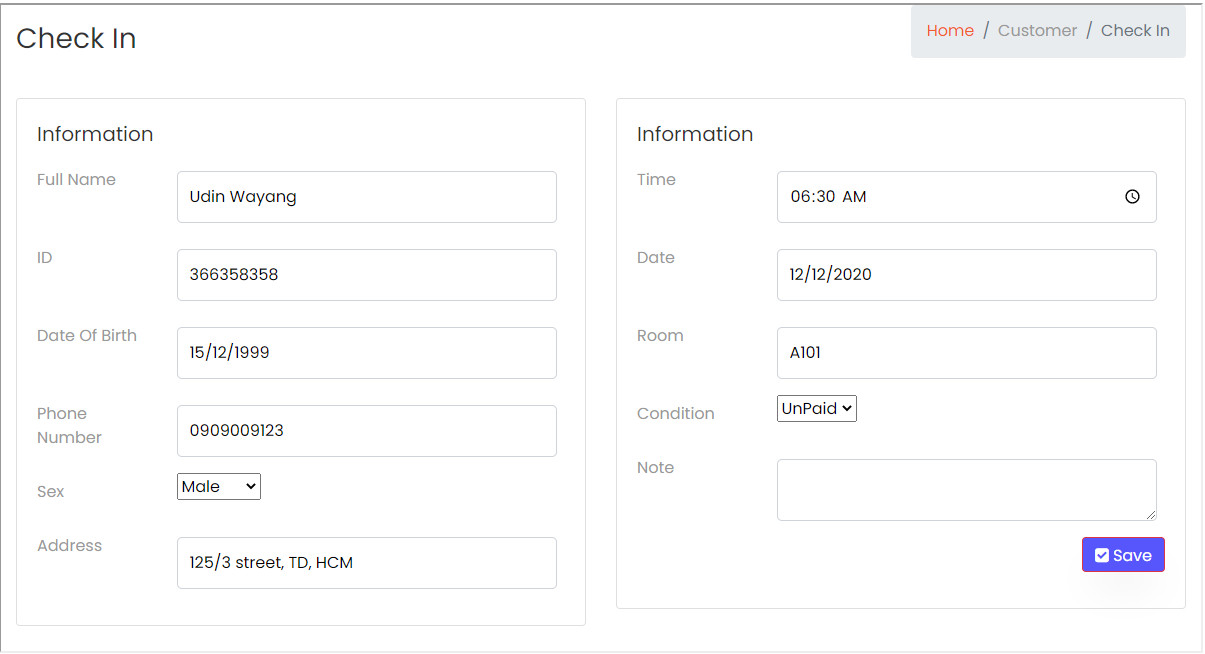 Check In
Home / Customer / Check In
Information
Full Name
Udin Wayang
ID
366358358
Date Of Birth
15/12/1999
Phone
Number
0909009123
Sex
Male
Address
125/3 street, TD, HCM
Information
Time
06:30 AM
Date
12/12/2020
Room
A101
Condition
UnPaid
Note
Save